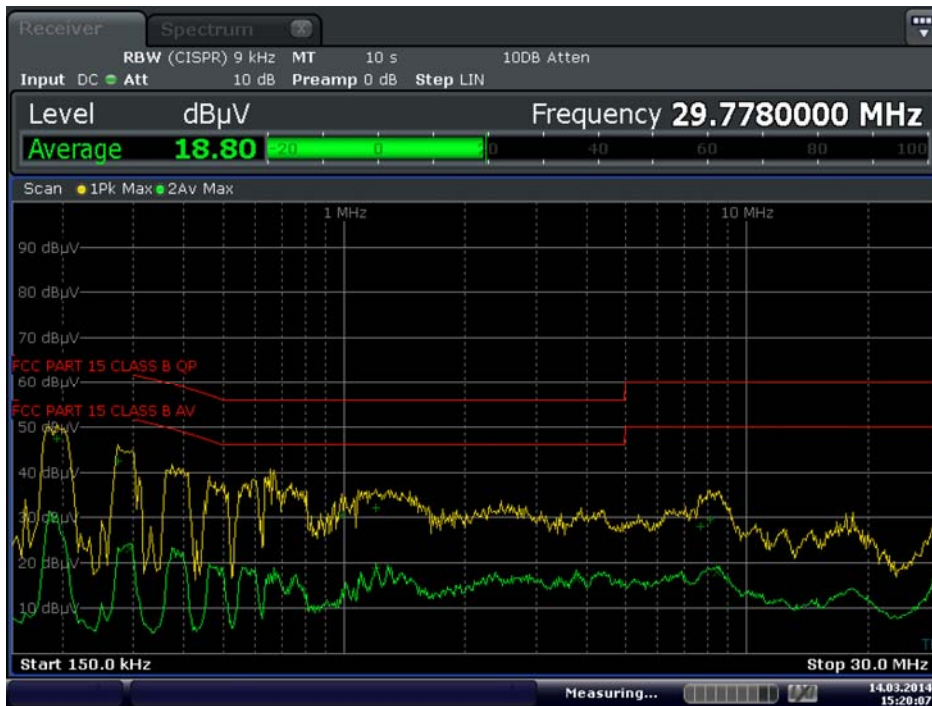 Receiver Spectrum X
RBW (CISPR) 9 kHz MT 10 s 10DB Atten
Input DC Att 10 dB Preamp 0 dB Step LIN
Level dBµV Frequency 29.7780000 MHz
Average 18.80 -20 0 20 40 60 80 100
Scan 1Pk Max 2Av Max
1 MHz 10 MHz
90 dBµV
80 dBµV
70 dBµV
FCC PART 15 CLASS B QP
60 dBµV
FCC PART 15 CLASS B AV
50 dBµV
40 dBµV
30 dBµV
20 dBµV
10 dBµV
Start 150.0 kHz Stop 30.0 MHz
Measuring... 14.03.2014
15:20:07